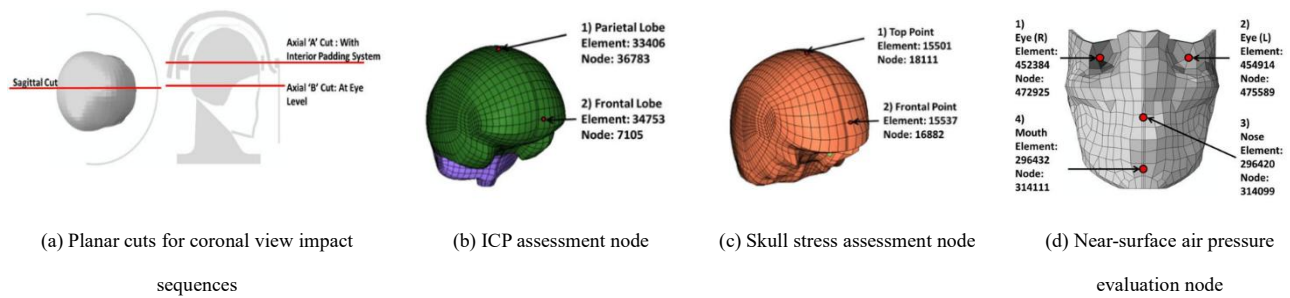 Sagittal Cut
Axial 'A' Cut : With
Interior Padding System
Axial 'B' Cut: At Eye
Level
1) Parietal Lobe
Element: 33406
Node: 36783
2) Frontal Lobe
Element: 34753
Node: 7105
1) Top Point
Element: 15501
Node: 18111
2) Frontal Point
Element: 15537
Node: 16882
1)
Eye (R)
Element:
452384
Node:
472925
2)
Eye (L)
Element:
454914
Node:
475589
4)
Mouth
Element:
296432
Node:
314111
3)
Nose
Element:
296420
Node:
314099
(a) Planar cuts for coronal view impact
sequences
(b) ICP assessment node
(c) Skull stress assessment node
(d) Near-surface air pressure
evaluation node